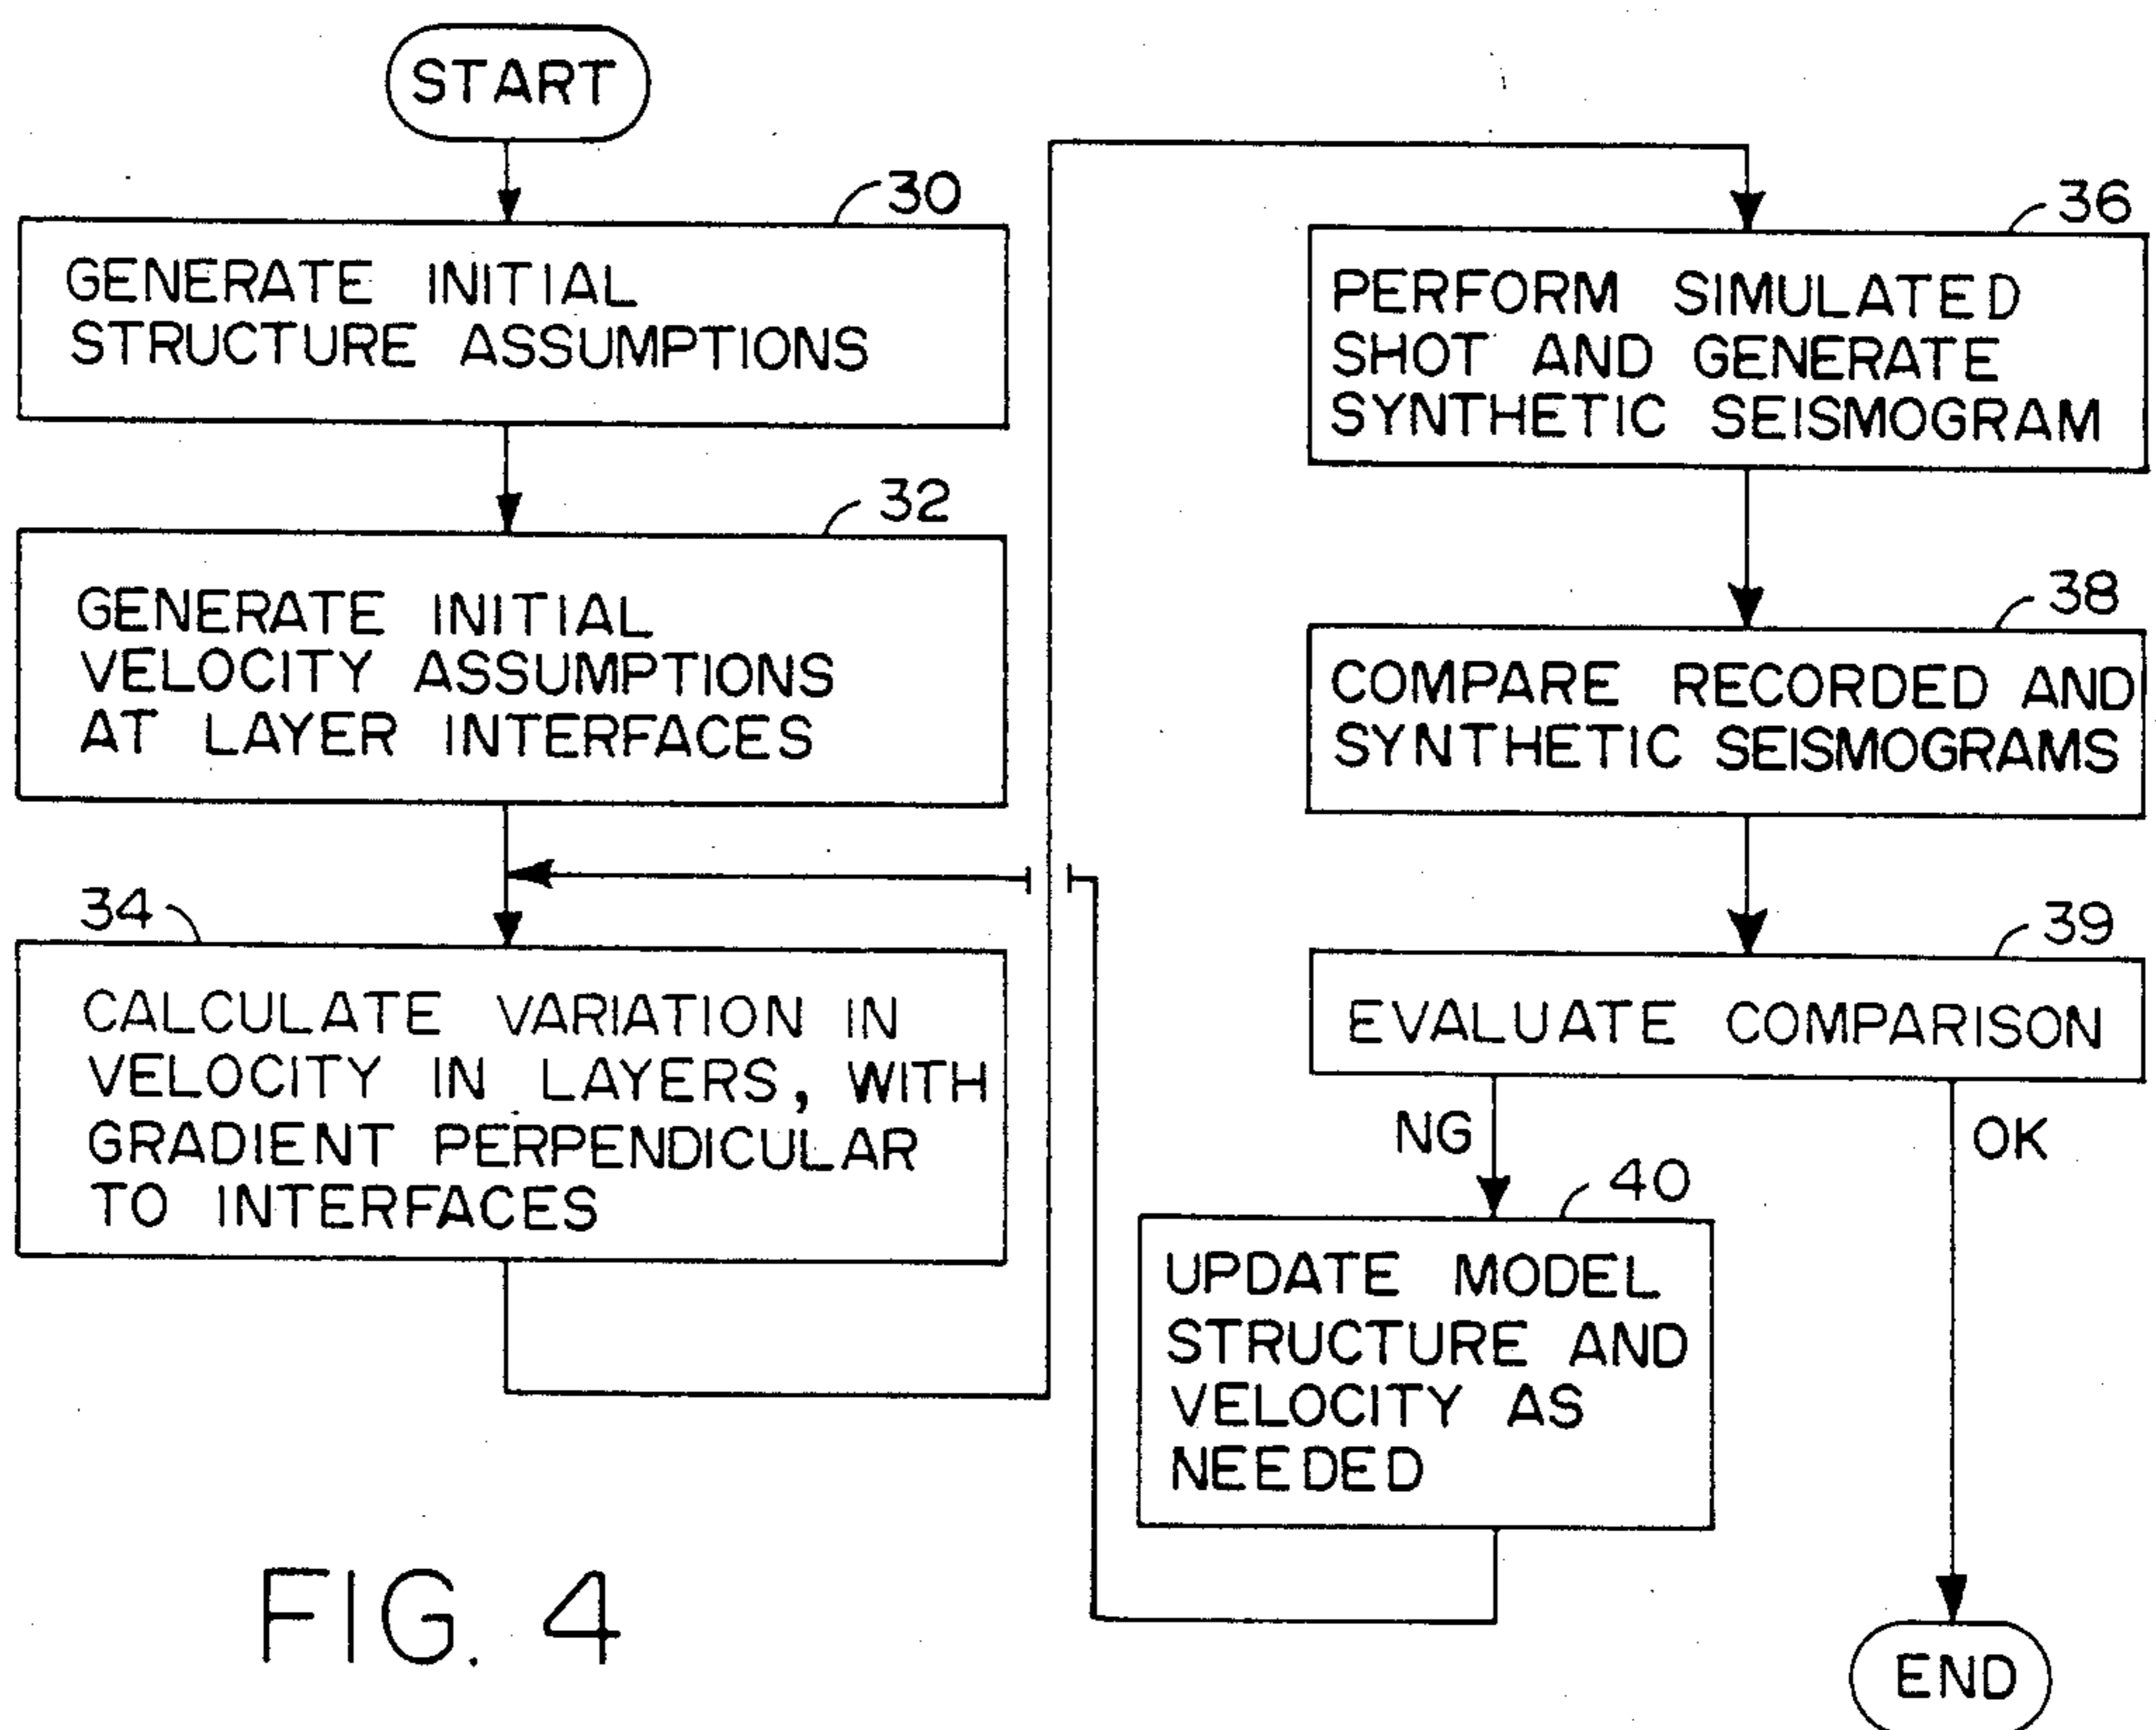 START
30
GENERATE INITIAL
STRUCTURE ASSUMPTIONS
32
GENERATE INITIAL
VELOCITY ASSUMPTIONS
AT LAYER INTERFACES
34
CALCULATE VARIATION IN
VELOCITY IN LAYERS, WITH
GRADIENT PERPENDICULAR
TO INTERFACES
36
PERFORM SIMULATED
SHOT AND GENERATE
SYNTHETIC SEISMOGRAM
38
COMPARE RECORDED AND
SYNTHETIC SEISMOGRAMS
39
EVALUATE COMPARISON
NG
OK
40
UPDATE MODEL
STRUCTURE AND
VELOCITY AS
NEEDED
END
FIG. 4